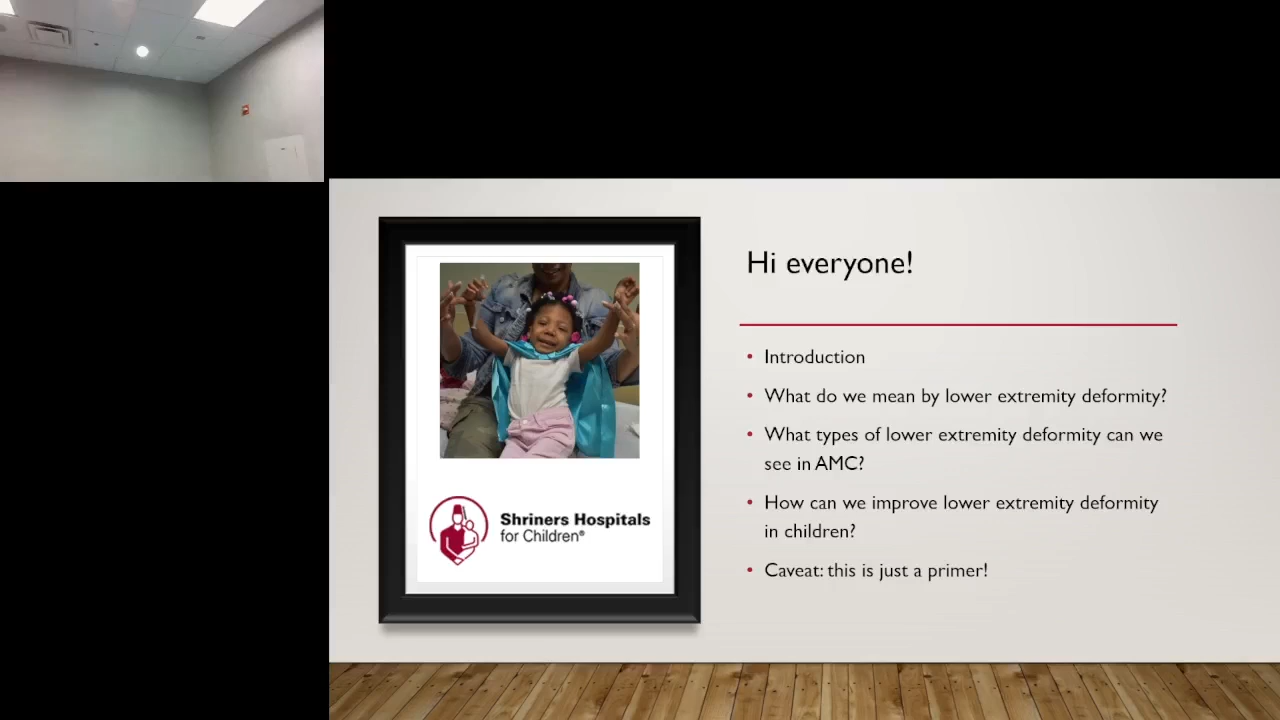 Hi everyone!
Introduction
What do we mean by lower extremity deformity?
What types of lower extremity deformity can we
see in AMC?
How can we improve lower extremity deformity
in children?
Caveat: this is just a primer!
Shriners Hospitals
for Children®